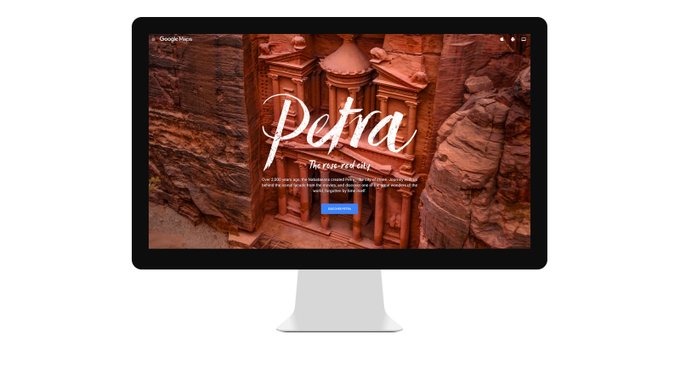 Google Maps
Petra
The rose-red city
Over 2,000 years ago, the Nabataeans created Petra, the city of stone. Journey with us
behind the iconic facade from the movies, and discover one of the great wonders of the
world, forgotten by time itself.
DISCOVER PETRA